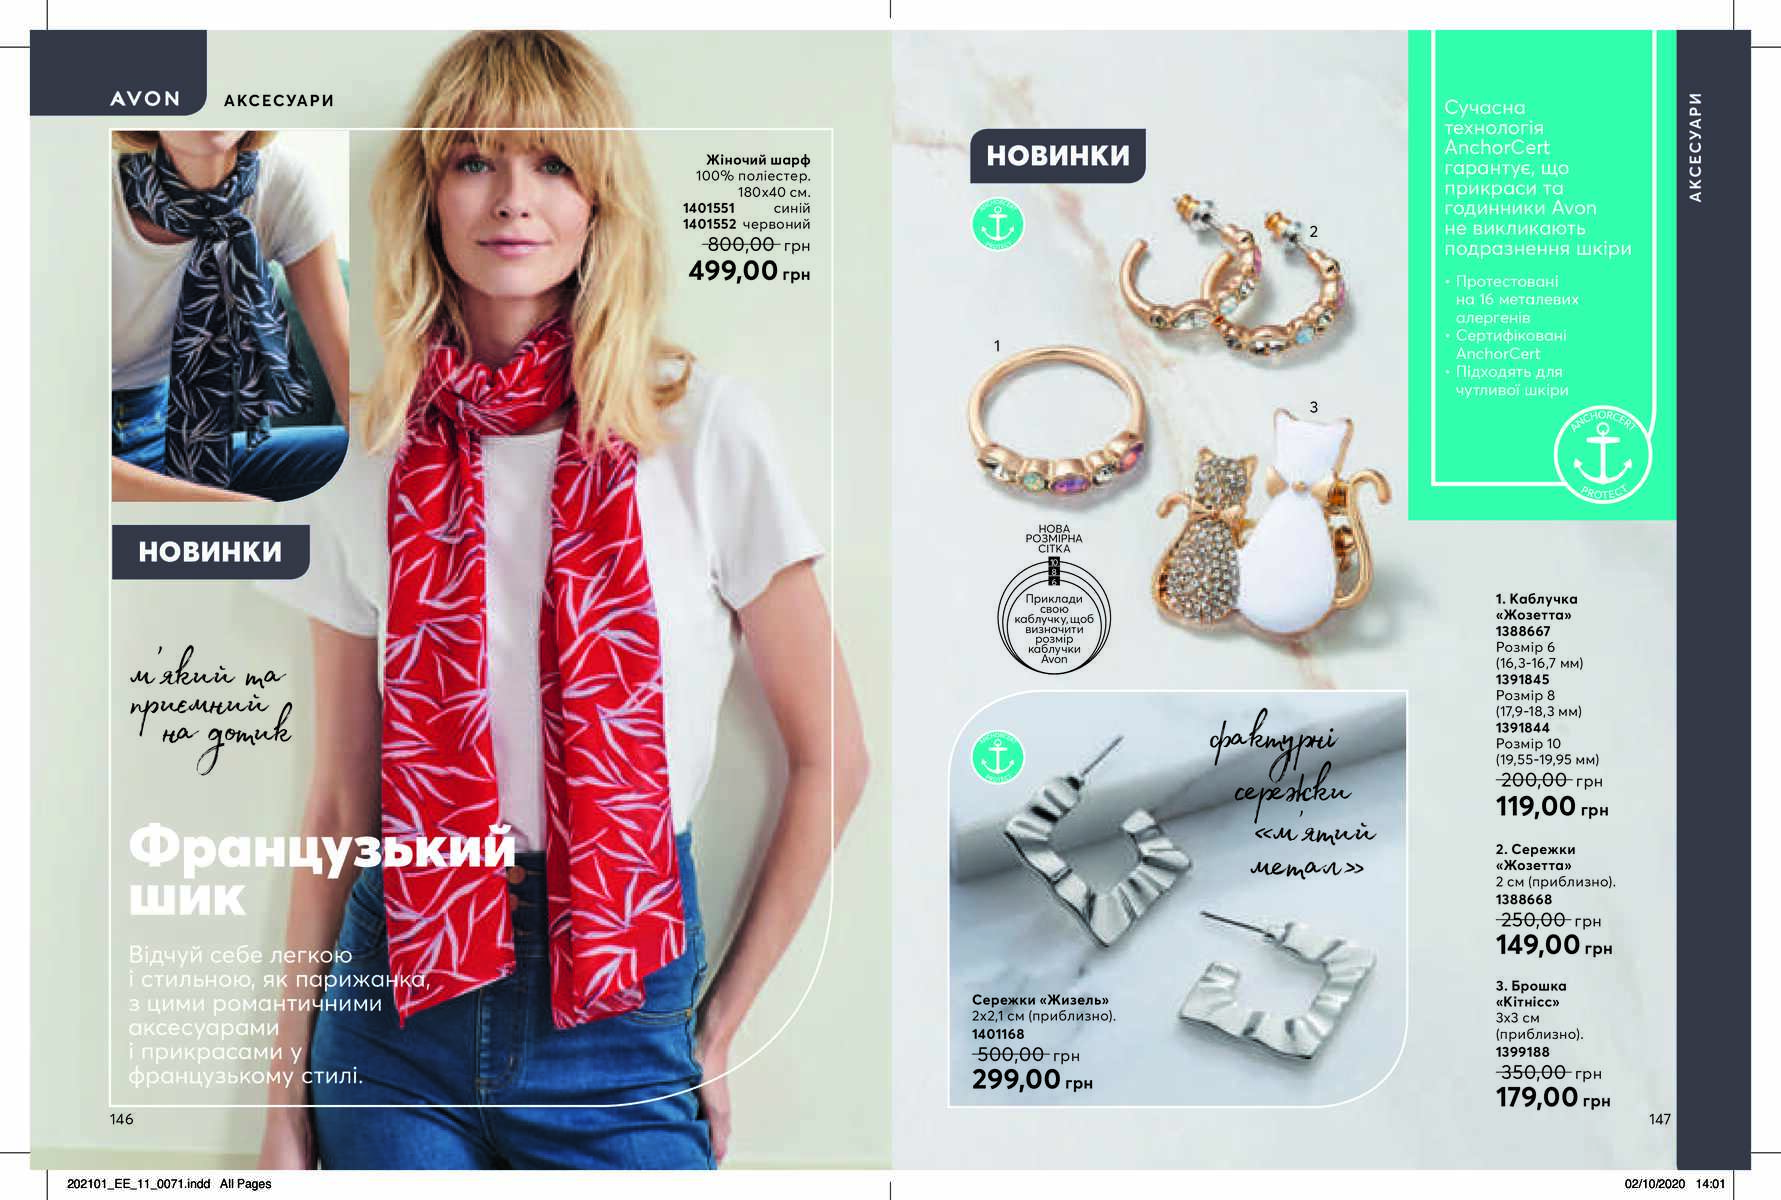 AVON
АКСЕСУАРИ
Жіночий шарф
100% поліестер.
180х40 см.
1401551 синій
1401552 червоний
800,00 грн
499,00 грн
НОВИНКИ
м'який та
приємний
на дотик
Французький
шик
Відчуй себе легкою
і стильною, як парижанка,
з цими романтичними
аксесуарами
і прикрасами у
французькому стилі.
146
НОВИНКИ
ANCHORCERT
PROTECT
1
2
3
НОВА
РОЗМІРНА
СІТКА
10
8
6
Приклади
свою
каблучку, щоб
визначити
розмір
каблучки
Avon
Сучасна
технологія
AnchorCert
гарантує, що
прикраси та
годинники Avon
не викликають
подразнення шкіри
• Протестовані
на 16 металевих
алергенів
• Сертифіковані
AnchorCert
• Підходять для
чутливої шкіри
ANCHORCERT
PROTECT
АКСЕСУАРИ
ANCHORCERT
PROTECT
фактурні
сережки
«м'ятий
метал»
Сережки «Жизель»
2х2,1 см (приблизно).
1401168
500,00 грн
299,00 грн
1. Каблучка
«Жозетта»
1388667
Розмір 6
(16,3-16,7 мм)
1391845
Розмір 8
(17,9-18,3 мм)
1391844
Розмір 10
(19,55-19,95 мм)
200,00 грн
119,00 грн
2. Сережки
«Жозетта»
2 см (приблизно).
1388668
250,00 грн
149,00 грн
3. Брошка
«Кітнісс»
3х3 см
(приблизно).
1399188
350,00 грн
179,00 грн
147
202101_EE_11_0071.indd All Pages
02/10/2020 14:01